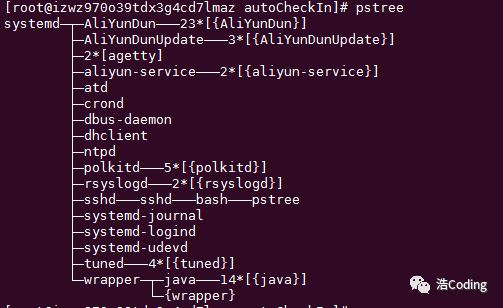 [root@izwz970o39tdx3g4cd7lmaz autoCheckIn]# pstree
systemd─┬─AliYunDun───23*[{AliYunDun}]
├─AliYunDunUpdate───3*[{AliYunDunUpdate}]
├─2*[agetty]
├─aliyun-service───2*[{aliyun-service}]
├─atd
├─crond
├─dbus-daemon
├─dhclient
├─ntpd
├─polkitd───5*[{polkitd}]
├─rsyslogd───2*[{rsyslogd}]
├─sshd───sshd───bash───pstree
├─systemd-journal
├─systemd-logind
├─systemd-udevd
├─tuned───4*[{tuned}]
└─wrapper─┬─java───14*[{java}]
└─{wrapper}
浩Coding